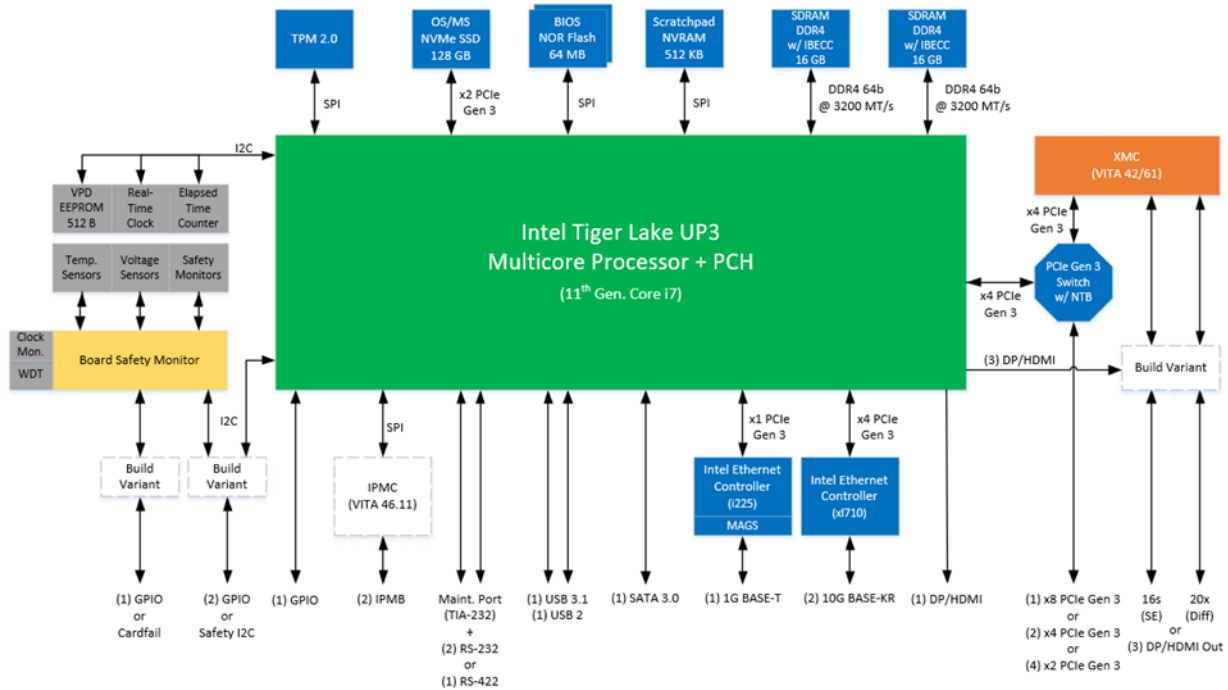 TPM 2.0
OS/MS
NVMe SSD
128 GB
BIOS
NOR Flash
64 MB
Scratchpad
NVRAM
512 KB
SDRAM
DDR4
w/ IBECC
16 GB
SDRAM
DDR4
w/ IBECC
16 GB
SPI
x2 PCIe
Gen 3
SPI
SPI
DDR4 64b
@ 3200 MT/s
DDR4 64b
@ 3200 MT/s
I2C
VPD
EEPROM
512 B
Real-
Time
Clock
Elapsed
Time
Counter
Temp.
Sensors
Voltage
Sensors
Safety
Monitors
Clock
Mon.
WDT
Board Safety Monitor
Intel Tiger Lake UP3
Multicore Processor + PCH
(11th Gen. Core i7)
XMC
(VITA 42/61)
x4 PCIe
Gen 3
PCIe Gen 3
Switch
w/ NTB
x4 PCIe
Gen 3
(3) DP/HDMI
Build Variant
I2C
SPI
x1 PCIe
Gen 3
x4 PCIe
Gen 3
Build
Variant
Build
Variant
IPMC
(VITA 46.11)
Intel Ethernet
Controller
(i225)
MAGS
Intel Ethernet
Controller
(xl710)
(1) GPIO
or
Cardfail
(2) GPIO
or
Safety I2C
(1) GPIO
(2) IPMB
Maint. Port
(TIA-232)
+
(2) RS-232
or
(1) RS-422
(1) USB 3.1
(1) USB 2
(1) SATA 3.0
(1) 1G BASE-T
(2) 10G BASE-KR
(1) DP/HDMI
(1) x8 PCIe Gen 3
or
(2) x4 PCIe Gen 3
or
(4) x2 PCIe Gen 3
16s
(SE)
20x
(Diff)
or
(3) DP/HDMI Out